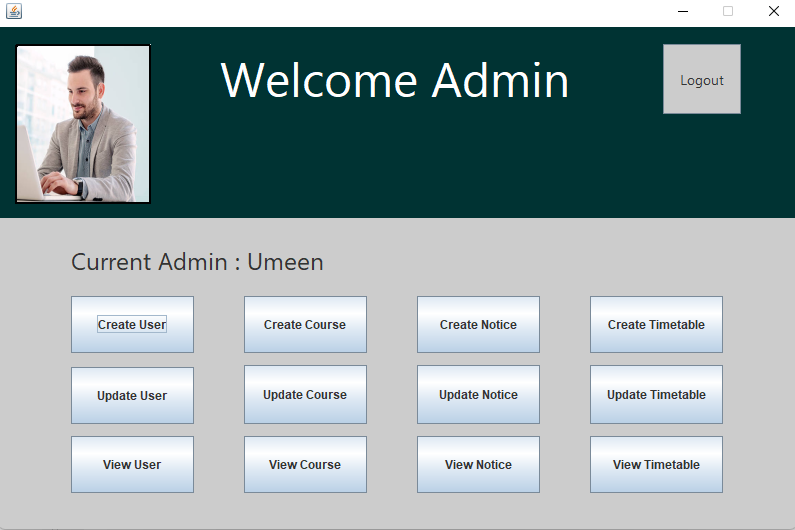 Welcome Admin
Logout
Current Admin : Umeen
Create User
Create Course
Create Notice
Create Timetable
Update User
Update Course
Update Notice
Update Timetable
View User
View Course
View Notice
View Timetable